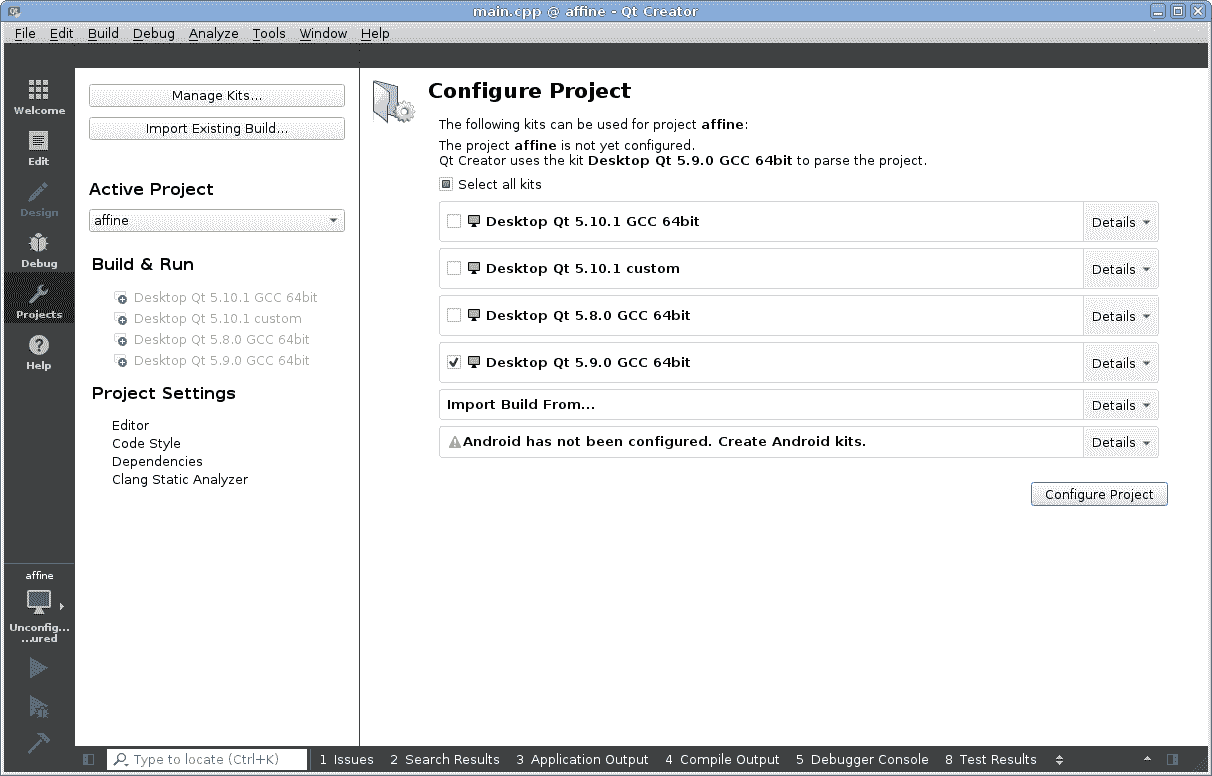 main.cpp @ affine - Qt Creator
File Edit Build Debug Analyze Tools Window Help
Welcome
Edit
Design
Debug
Projects
Help
affine
Unconfig...
...ured
Manage Kits...
Import Existing Build...
Active Project
affine
Build & Run
Desktop Qt 5.10.1 GCC 64bit
Desktop Qt 5.10.1 custom
Desktop Qt 5.8.0 GCC 64bit
Desktop Qt 5.9.0 GCC 64bit
Project Settings
Editor
Code Style
Dependencies
Clang Static Analyzer
Configure Project
The following kits can be used for project affine:
The project affine is not yet configured.
Qt Creator uses the kit Desktop Qt 5.9.0 GCC 64bit to parse the project.
Select all kits
Desktop Qt 5.10.1 GCC 64bit Details
Desktop Qt 5.10.1 custom Details
Desktop Qt 5.8.0 GCC 64bit Details
Desktop Qt 5.9.0 GCC 64bit Details
Import Build From... Details
Android has not been configured. Create Android kits. Details
Configure Project
Type to locate (Ctrl+K) 1 Issues 2 Search Results 3 Application Output 4 Compile Output 5 Debugger Console 8 Test Results